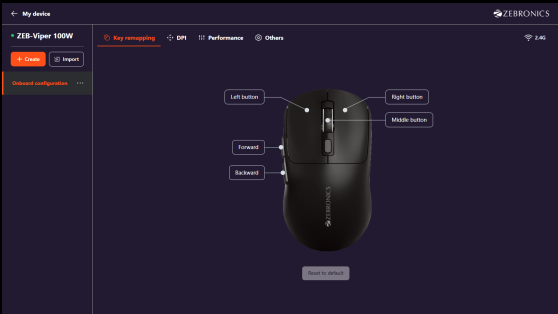 ← My device
ZEBRONICS
ZEB-Viper 100W
+ Create
Import
Onboard configuration ...
Key remapping
DPI
Performance
Others
2.4G
Left button
Right button
Middle button
Forward
Backward
ZEBRONICS
Reset to default